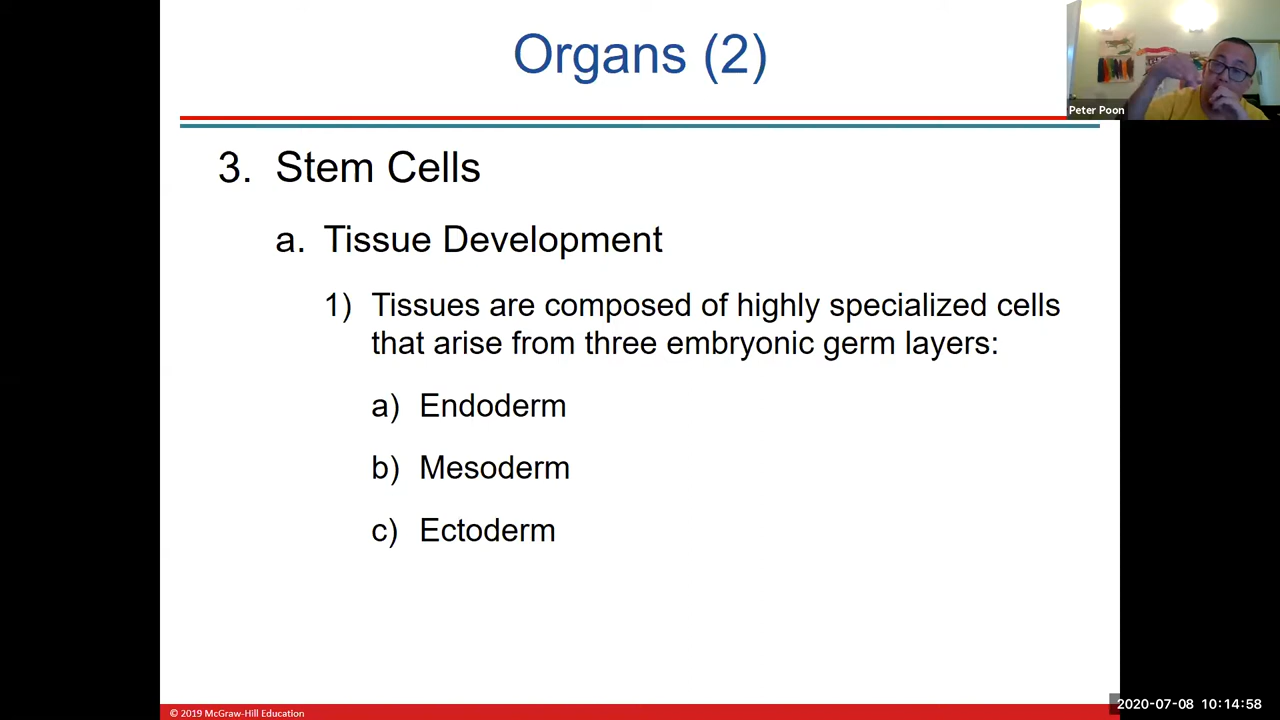 Organs (2)
Peter Poon
3. Stem Cells
a. Tissue Development
1) Tissues are composed of highly specialized cells
that arise from three embryonic germ layers:
a) Endoderm
b) Mesoderm
c) Ectoderm
© 2019 McGraw-Hill Education
2020-07-08 10:14:58